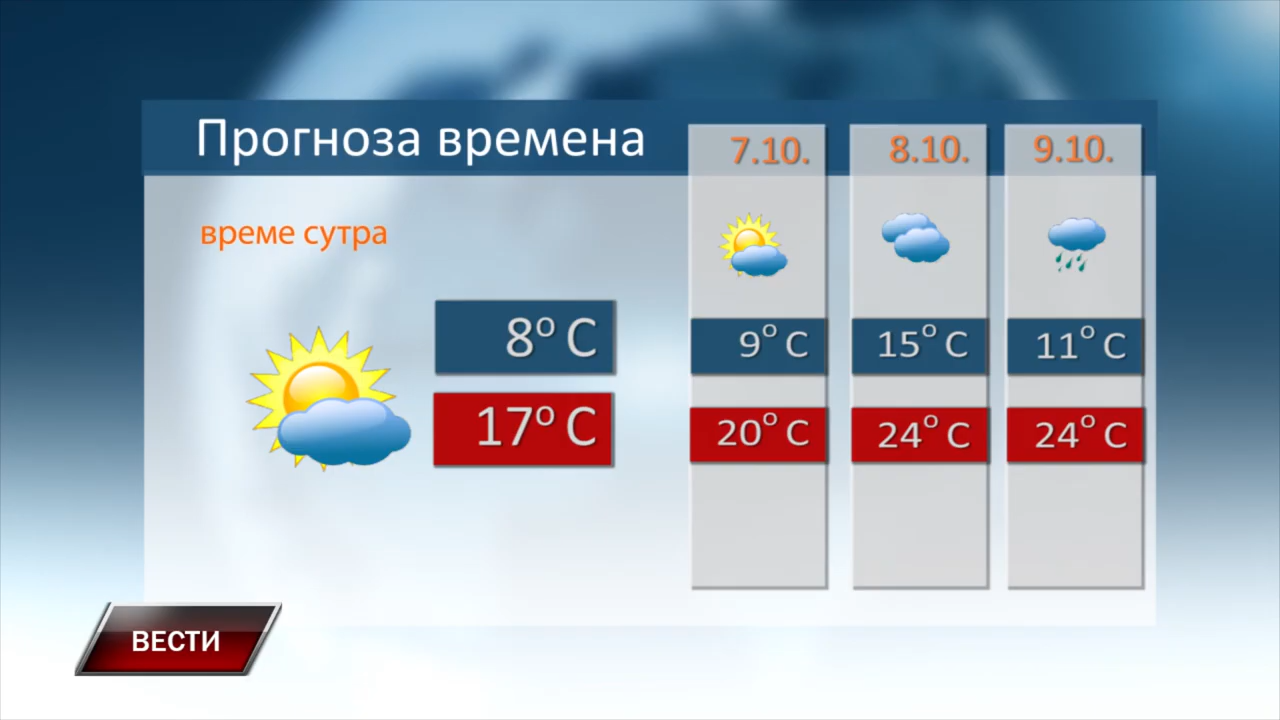 Прогноза времена
време сутра
8º C
17º C
7.10.
9º C
20º C
8.10.
15º C
24º C
9.10.
11º C
24º C
ВЕСТИ